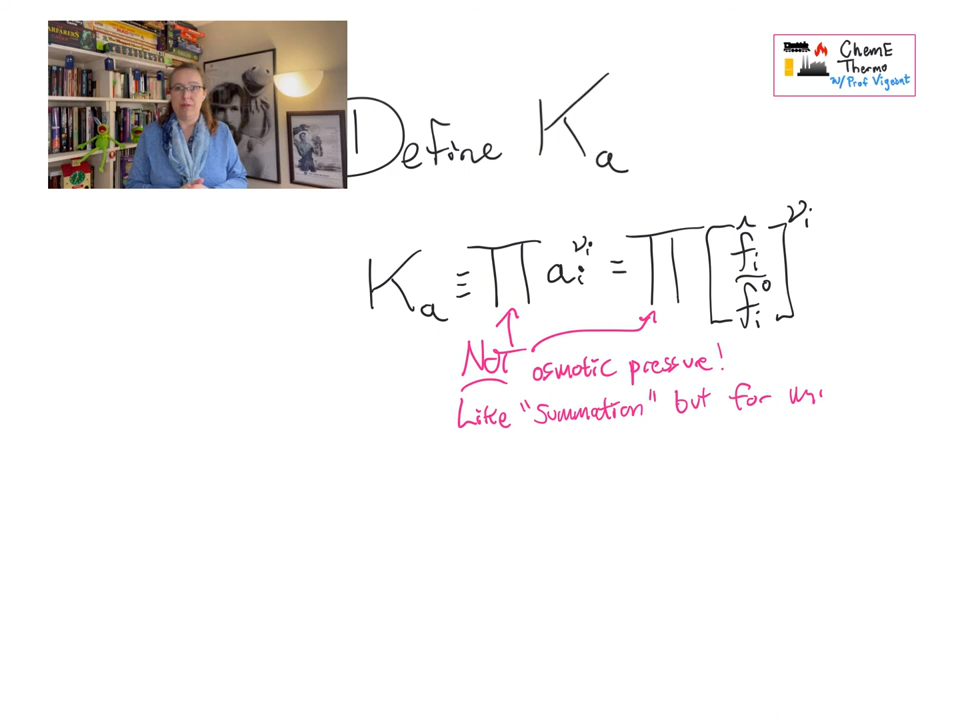 ChemE
Thermo
w/ Prof Vigeant
Define Kₐ
Kₐ ≡ ∏ aᵢ^νᵢ = ∏ [f̂ᵢ / fᵢ°]^νᵢ
Not osmotic pressure!
Like "Summation" but for